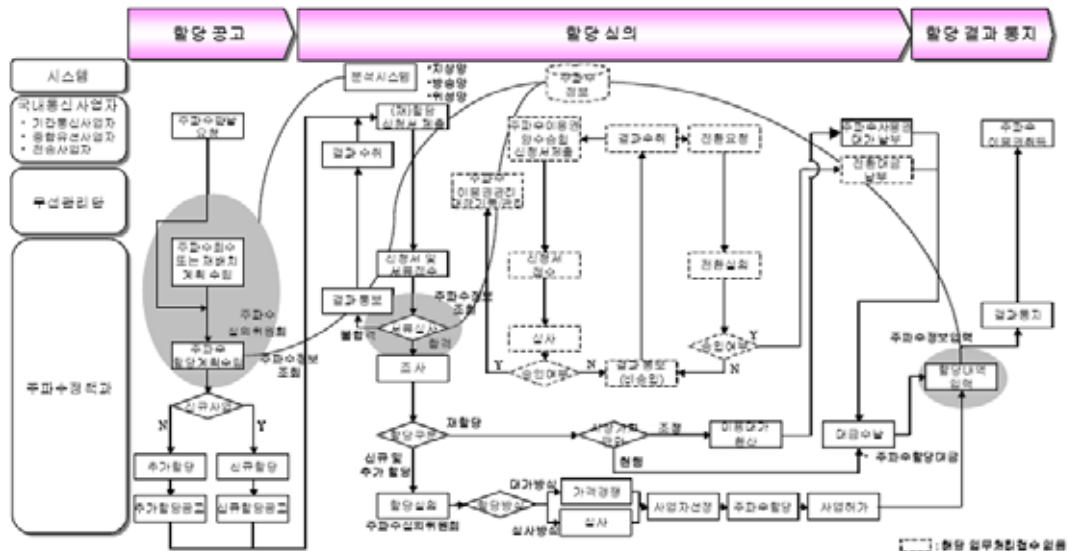 할당 공고
할당 심의
할당 결과 통지
시스템
국내통신 사업자
• 기간통신사업자
• 종합유선사업자
• 전송사업자
무선관리단
주파수정책과
요청
주파수회수
또는 재배치
계획 수립
주파수
심의위원회
주파수
할당계획수립
주파수정보
조회
신규사업
N
Y
추가할당
신규할당
추가할당공고
신규할당공고
분석시스템
•지상망
•방송망
•위성망
(재)할당
신청서 제출
결과수취
신청서 및
서류접수
결과통보
주파수정보
조회
불합격
서류심사
합격
조사
할당구분
재할당
신규 및
추가 할당
할당심의
주파수심의위원회
할당방식
대가방식
가격경쟁
심사방식
심사
사업자선정
주파수할당
사업허가
주파수
정보
주파수이용권
양수승립
신청서제출
결과수취
전환요청
주파수
이용권관리
신청서
접수
심사
승인여부
Y
N
결과통보
전환심의
승인여부
Y
N
조정
현행
이용대가
환산
주파수사용권
대가 납부
전환대금
납부
대금수납
• 주파수할당대금
주파수정보입력
할당내역
입력
결과통지
주파수
이용권취득
: 해당 업무처리절차 없음